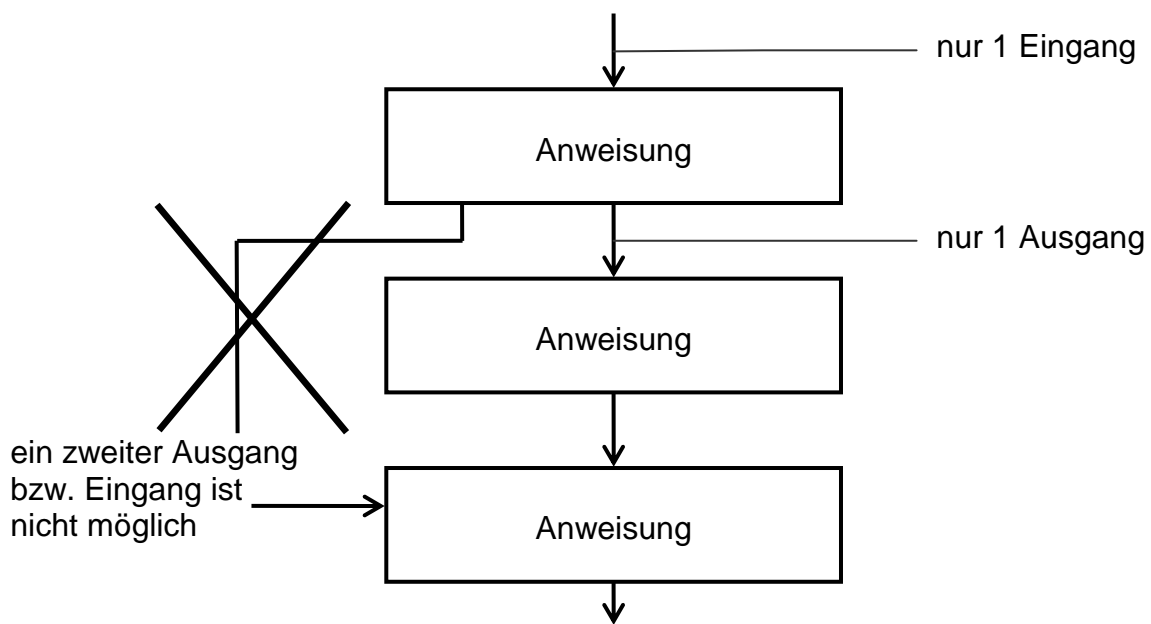 nur 1 Eingang
Anweisung
nur 1 Ausgang
Anweisung
ein zweiter Ausgang
bzw. Eingang ist
nicht möglich
Anweisung